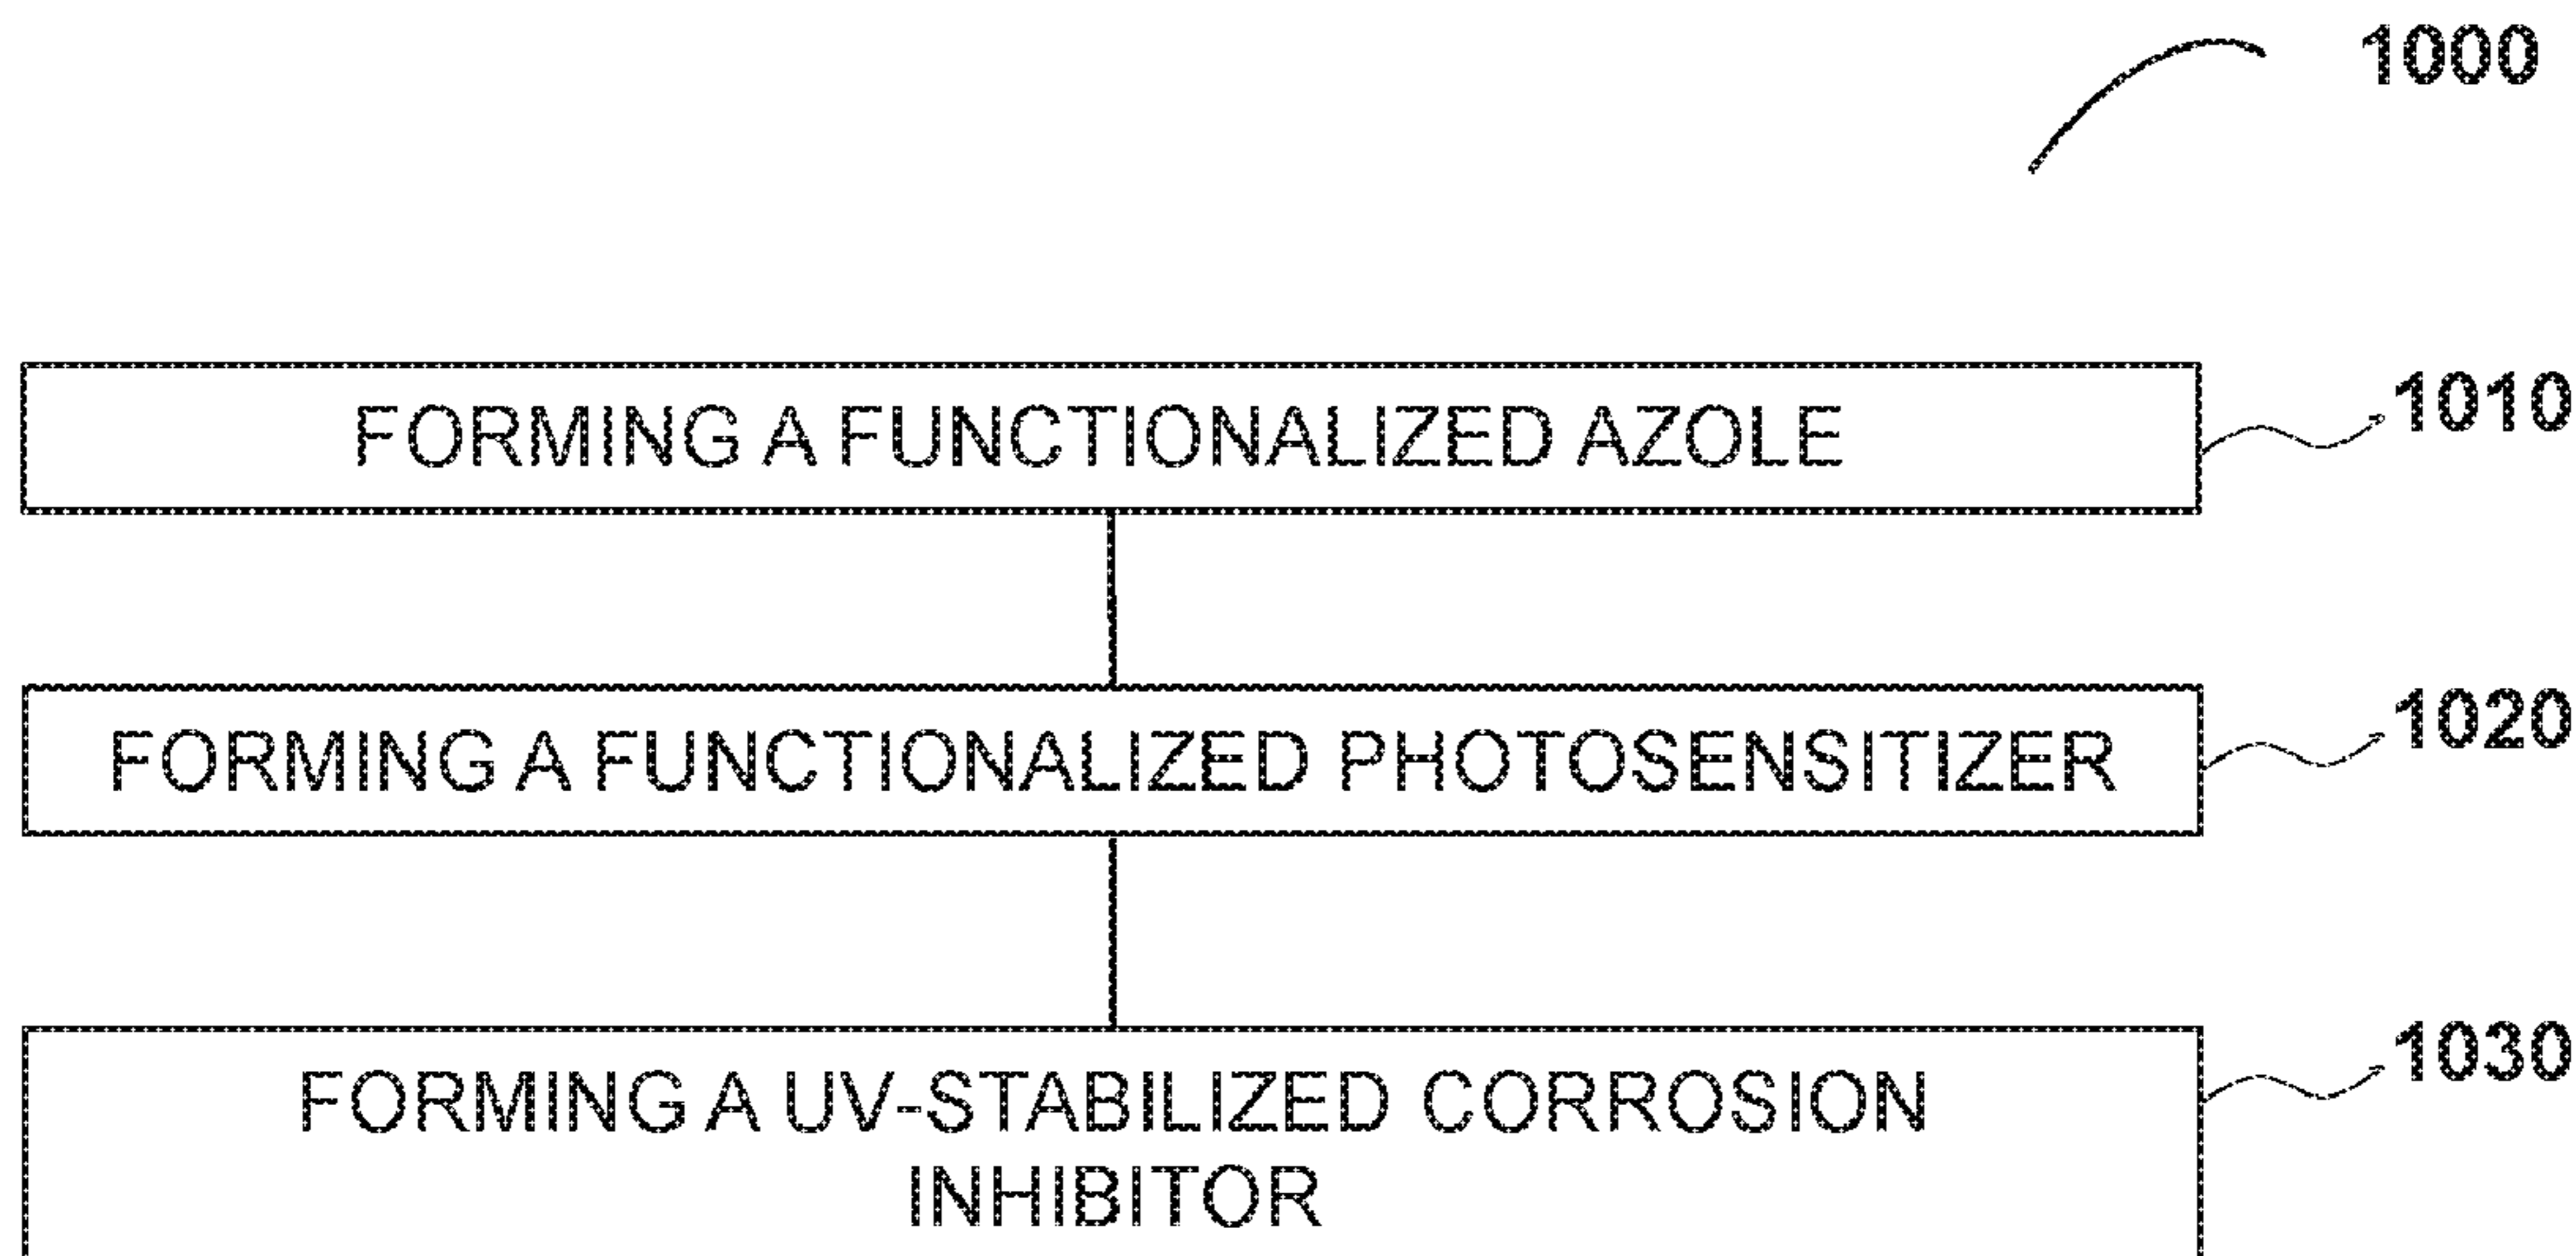 1000
FORMING A FUNCTIONALIZED AZOLE
1010
FORMING A FUNCTIONALIZED PHOTOSENSITIZER
1020
FORMING A UV-STABILIZED CORROSION
INHIBITOR
1030